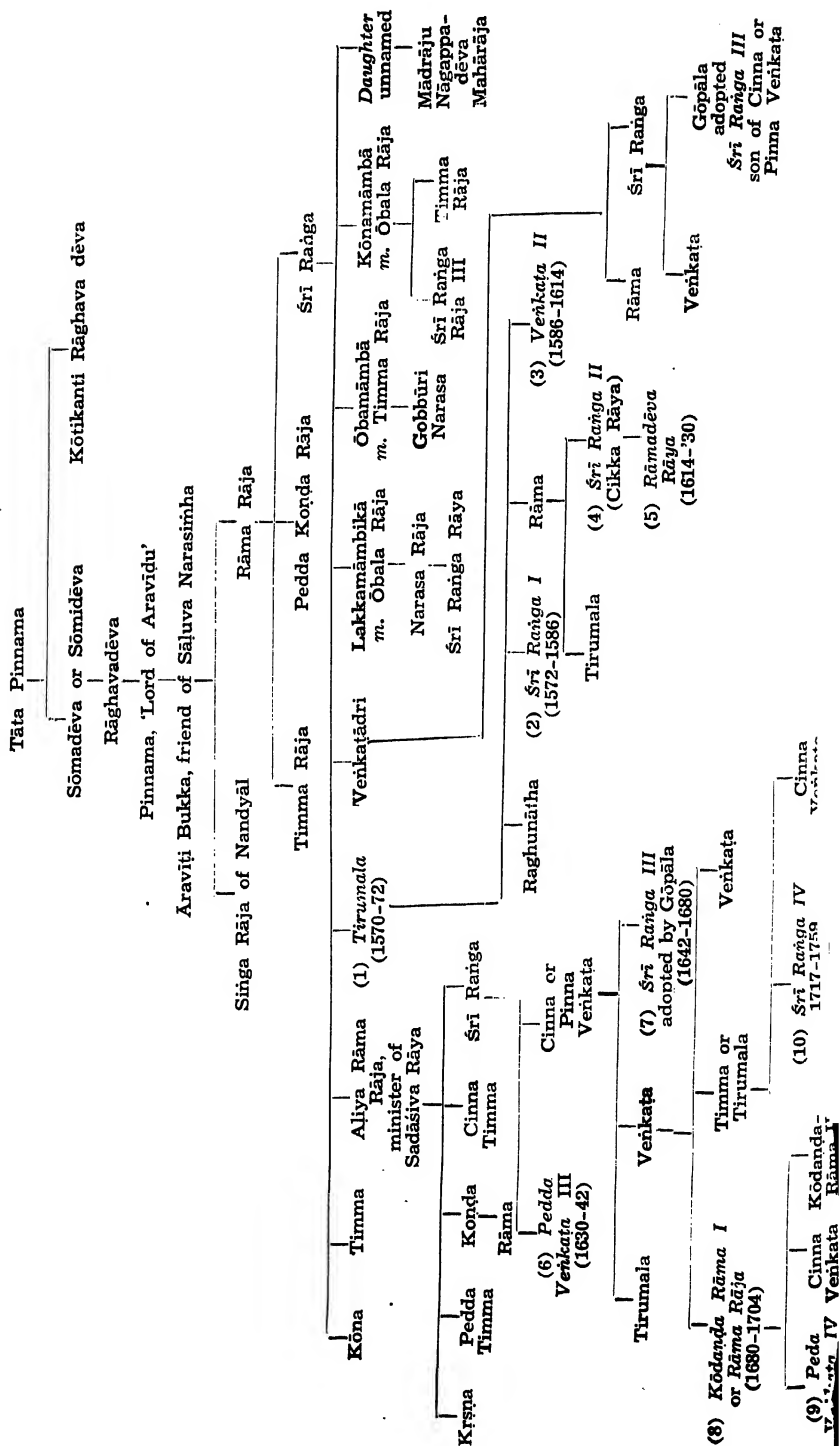 Tāta Pinnama
Sōmadēva or Sōmidēva
Kōtikanti Rāghava dēva
Rāghavadēva
Pinnama, 'Lord of Aravīḍu'
Āravīṭi Bukka, friend of Sāḷuva Narasiṁha
Siṅga Rāja of Nandyāl
Rāma Rāja
Timma Rāja
Pedda Koṇḍa Rāja
Śrī Raṅga
Kōna
Timma
Aḷiya Rāma
Rāja,
minister of
Sadāśiva Rāya
(1) Tirumala
(1570-72)
Veṅkaṭādri
Lakkamāmbikā
m. Ōbala Rāja
Narasa Rāja
Śrī Raṅga Rāya
Ōbamāmbā
m. Timma Rāja
Gobbūri
Narasa
Kōnamāmbā
m. Ōbala Rāja
Śrī Raṅga
Rāja III
Timma
Rāja
Daughter
unnamed
Mādrāju
Nāgappa-
dēva
Mahārāja
Kṛṣna
Pedda
Timma
Koṇḍa
Cinna
Timma
Śrī Raṅga
Rāma
Raghunātha
(2) Śrī Raṅga I
(1572-1586)
Rāma
(3) Veṅkaṭa II
(1586-1614)
Tirumala
(4) Śrī Raṅga II
(Cikka Rāya)
(5) Rāmadēva
Rāya
(1614-'30)
Rāma
Śrī Raṅga
Veṅkaṭa
Gōpāla
adopted
Śrī Raṅga III
son of Cinna or
Pinna Veṅkaṭa
(6) Pedda
Veṅkaṭa III
(1630-42)
Cinna or
Pinna
Veṅkaṭa
Tirumala
Veṅkaṭa
(7) Śrī Raṅga III
adopted by Gōpāla
(1642-1680)
(8) Kōdaṇḍa Rāma I
or Rāma Rāja
(1680-1704)
Timma or
Tirumala
Veṅkaṭa
(9) Peda
IV
Cinna
Veṅkaṭa
Kōdaṇḍa-
Rāma
(10) Śrī Raṅga IV
1717-1759
Cinna